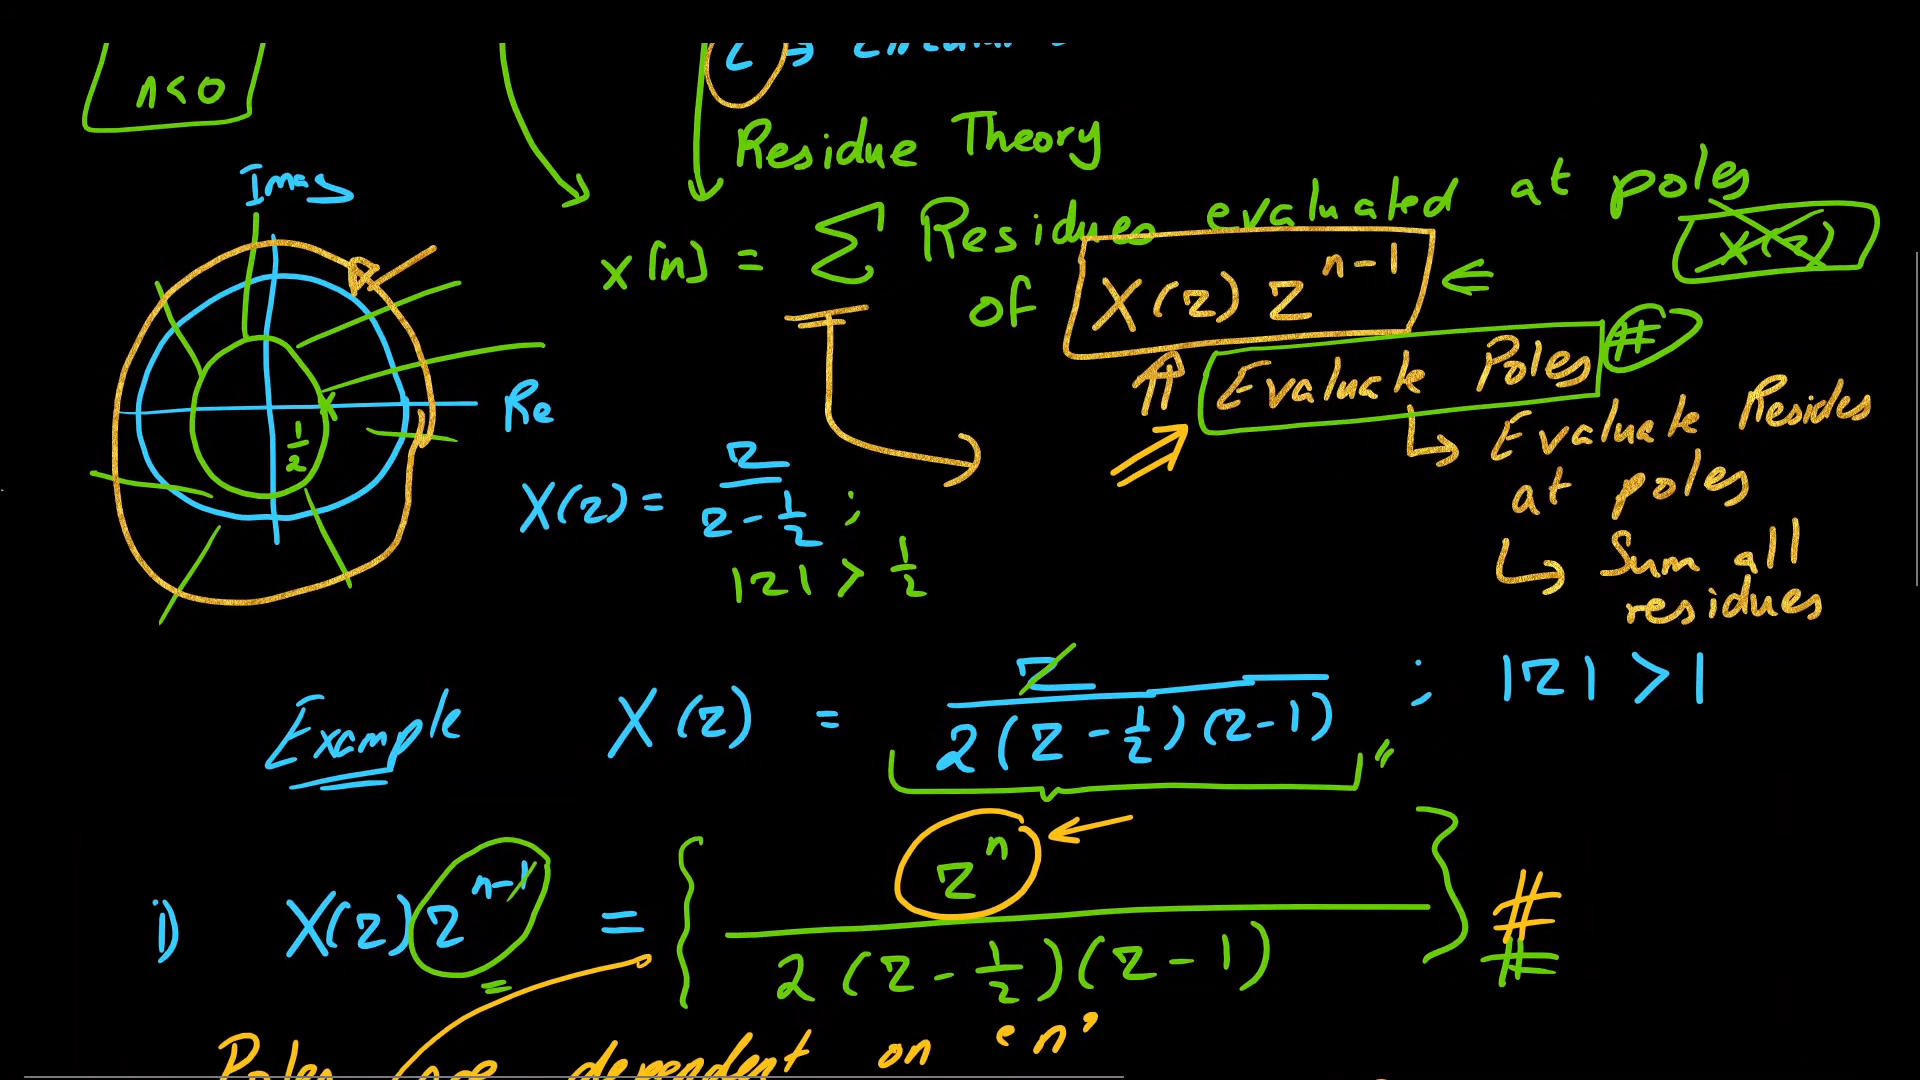 n<0
Residue Theory
Imag
x[n] = Σ Residues evaluated at poles
of X(z) z^{n-1} ⇐ X(z)
Evaluate Poles #
Re
1/2
Evaluate Resides
at poles
X(z) = z / (z - 1/2) ;
|z| > 1/2
Sum all
residues
Example X(z) = z / 2(z - 1/2)(z-1) ; |z| > 1
i) X(z) z^{n-1} = { z^n / 2(z - 1/2)(z-1) } #
#
Poles are dependent on "n"